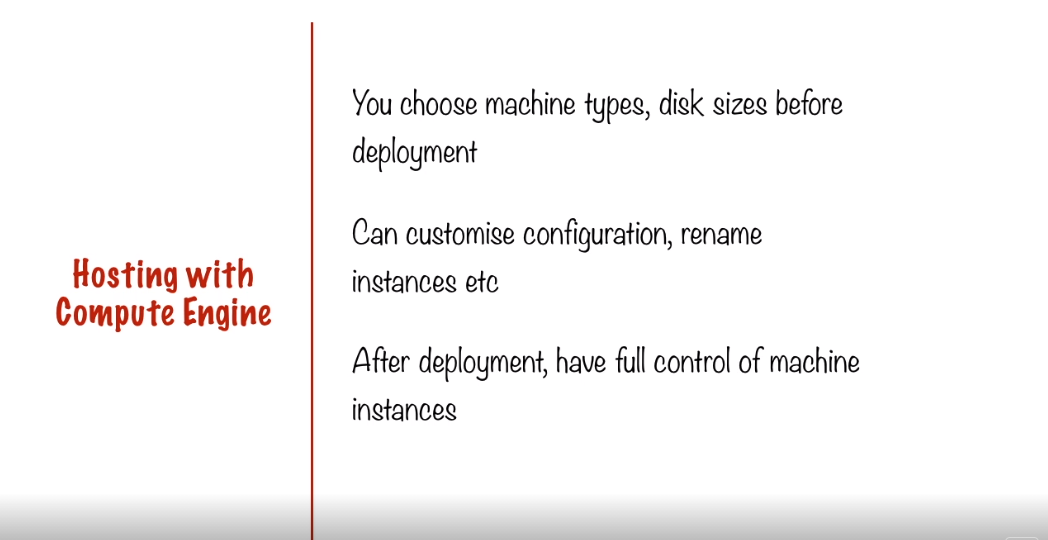 Hosting with
Compute Engine
You choose machine types, disk sizes before
deployment
Can customise configuration, rename
instances etc
After deployment, have full control of machine
instances